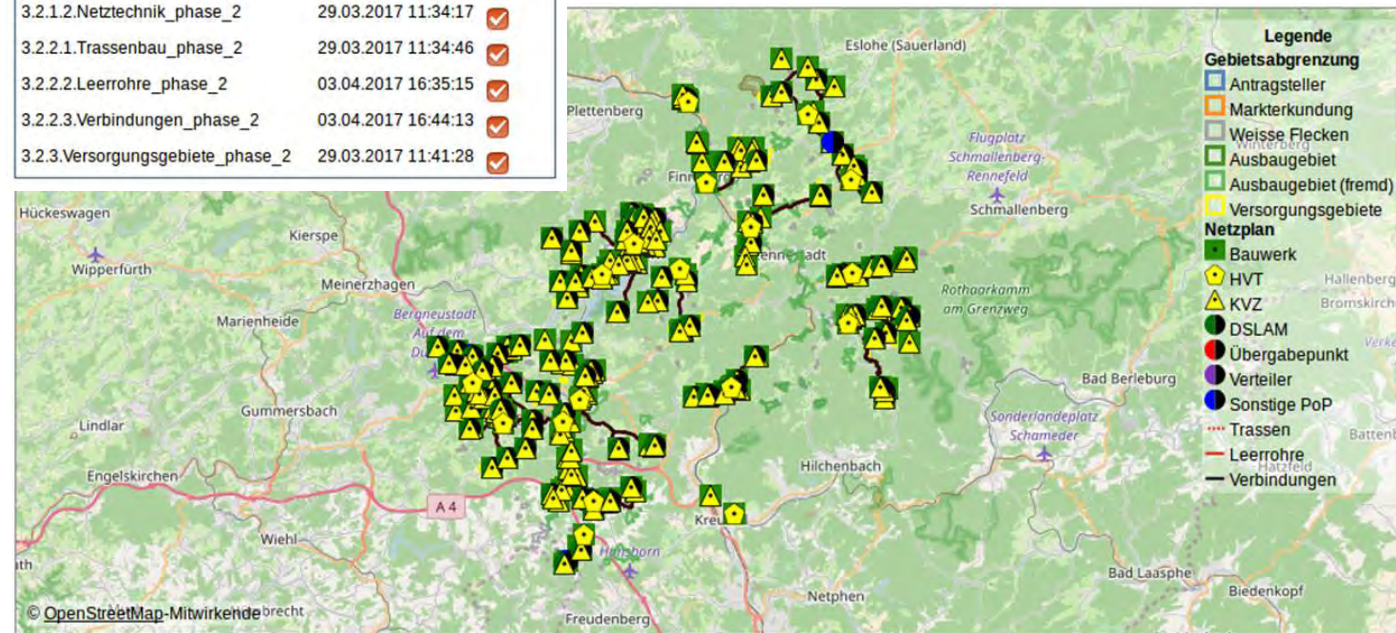 3.2.1.2.Netztechnik_phase_2 29.03.2017 11:34:17
3.2.2.1.Trassenbau_phase_2 29.03.2017 11:34:46
3.2.2.2.Leerrohre_phase_2 03.04.2017 16:35:15
3.2.2.3.Verbindungen_phase_2 03.04.2017 16:44:13
3.2.3.Versorgungsgebiete_phase_2 29.03.2017 11:41:28
Eslohe (Sauerland)
Plettenberg
Flugplatz
Schmallenberg-
Rennefeld
Schmallenberg
Winterberg
Hückeswagen
Kierspe
Wipperfürth
Meinerzhagen
Marienheide
Bergneustadt
Auf dem
Rothaarkamm
am Grenzweg
Hallenberg
Bad Berleburg
Gummersbach
Lindlar
Sonderlandeplatz
Schameder
Engelskirchen
Hilchenbach
Hatzfeld
A 4
Wiehl
Bad Laasphe
Biedenkopf
Netphen
Freudenberg
Legende
Gebietsabgrenzung
Antragsteller
Markterkundung
Weisse Flecken
Ausbaugebiet
Ausbaugebiet (fremd)
Versorgungsgebiete
Netzplan
Bauwerk
HVT
KVZ
DSLAM
Übergabepunkt
Verteiler
Sonstige PoP
Trassen
Leerrohre
Verbindungen
© OpenStreetMap-Mitwirkende